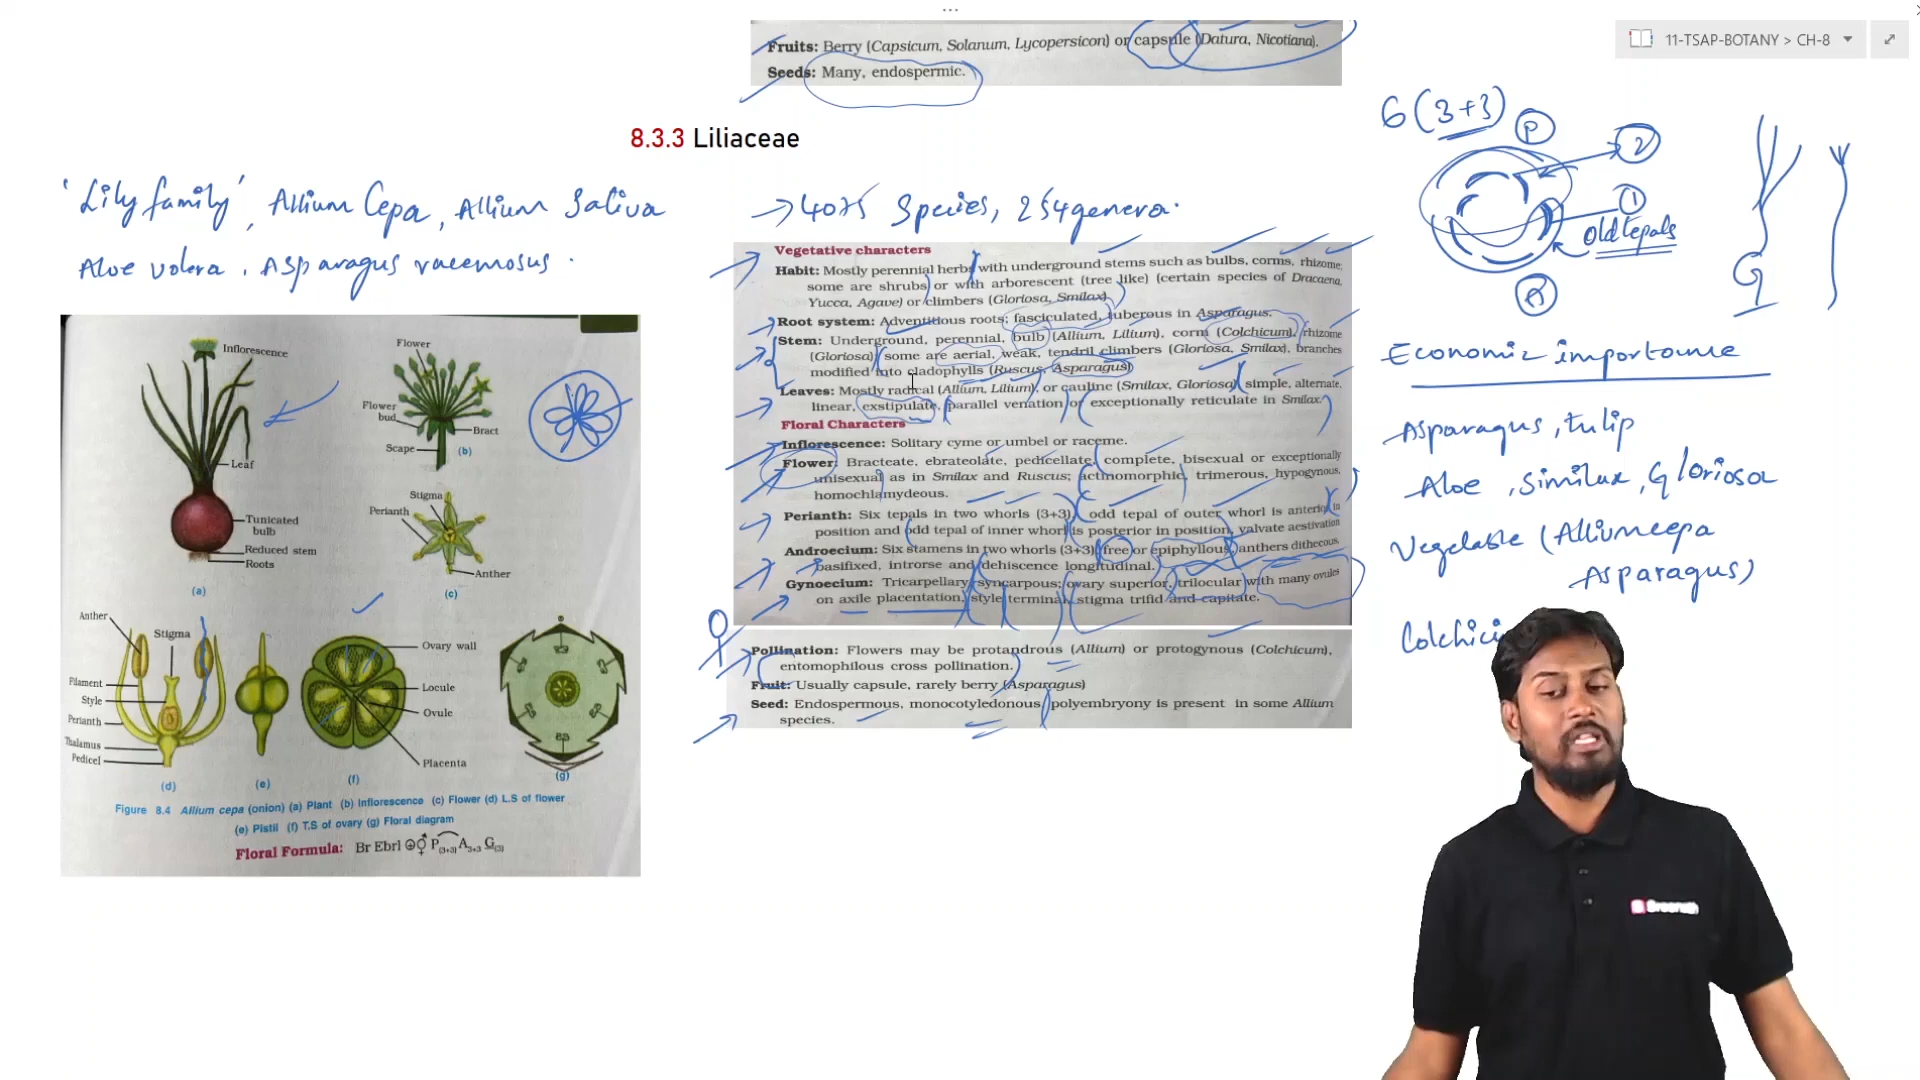 ...
11-TSAP-BOTANY > CH-8
Fruits: Berry (Capsicum, Solanum, Lycopersicon) or capsule (Datura, Nicotiana).
Seeds: Many, endospermic.
8.3.3 Liliaceae
'Lily family', Allium Cepa, Allium Sativa
Aloe volera, Asparagus racemosus.
→ 4075 Species, 254 genera.
Vegetative characters
Habit: Mostly perennial herbs with underground stems such as bulbs, corms, rhizome,
some are shrubs or with arborescent (tree like) (certain species of Dracaena,
Yucca, Agave) or climbers (Gloriosa, Smilax)
Root system: Adventitious roots; fasciculated, tuberous in Asparagus.
Stem: Underground, perennial, bulb (Allium, Lilium), corm (Colchicum), rhizome
(Gloriosa) some are aerial, weak, tendril climbers (Gloriosa, Smilax), branches
modified into cladophylls (Ruscus, Asparagus)
Leaves: Mostly radical (Allium, Lilium), or cauline (Smilax, Gloriosa) simple, alternate,
linear, exstipulate, parallel venation or exceptionally reticulate in Smilax.
Floral Characters
Inflorescence: Solitary cyme or umbel or raceme.
Flower: Bracteate, ebrateolate, pedicellate, complete, bisexual or exceptionally
unisexual as in Smilax and Ruscus; actinomorphic, trimerous, hypogynous,
homochlamydeous.
Perianth: Six tepals in two whorls (3+3), odd tepal of outer whorl is anterior in
position and odd tepal of inner whorl is posterior in position, valvate aestivation
Androecium: Six stamens in two whorls (3+3) free or epiphyllous, anthers dithecous,
basifixed, introrse and dehiscence longitudinal.
Gynoecium: Tricarpellary, syncarpous; ovary superior, trilocular with many ovules
on axile placentation, style terminal, stigma trifid and capitate.
Pollination: Flowers may be protandrous (Allium) or protogynous (Colchicum),
entomophilous cross pollination.
Fruit: Usually capsule, rarely berry (Asparagus)
Seed: Endospermous, monocotyledonous, polyembryony is present in some Allium
species.
Inflorescence
Leaf
Tunicated
bulb
Reduced stem
Roots
(a)
Flower
Flower
bud
Bract
Scape
(b)
Stigma
Perianth
Anther
(c)
Anther
Stigma
Filament
Style
Perianth
Thalamus
Pedicel
(d)
(e)
Ovary wall
Locule
Ovule
Placenta
(f)
(g)
Figure 8.4 Allium cepa (onion) (a) Plant (b) Inflorescence (c) Flower (d) L.S of flower
(e) Pistil (f) T.S of ovary (g) Floral diagram
Floral Formula: Br Ebrl ⊕ ⚥ P(3+3) A3+3 G(3)
6 (3+3)
P
2
1
Old tepals
A
Economic importance
Asparagus, tulip
Aloe, Similax, Gloriosa
Vegetable (Allium cepa
Asparagus)
Colchici